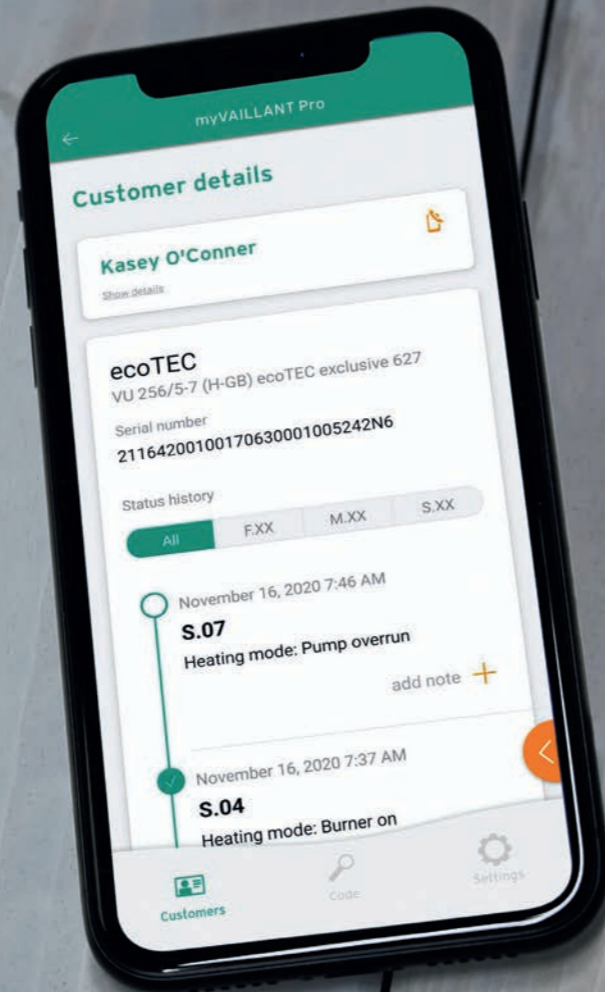 myVAILLANT Pro
Customer details
Kasey O'Conner
Show details
ecoTEC
VU 256/5-7 (H-GB) ecoTEC exclusive 627
Serial number
21164200100170630001005242N6
Status history
All F.XX M.XX S.XX
November 16, 2020 7:46 AM
S.07
Heating mode: Pump overrun
add note
November 16, 2020 7:37 AM
S.04
Heating mode: Burner on
Customers Code Settings